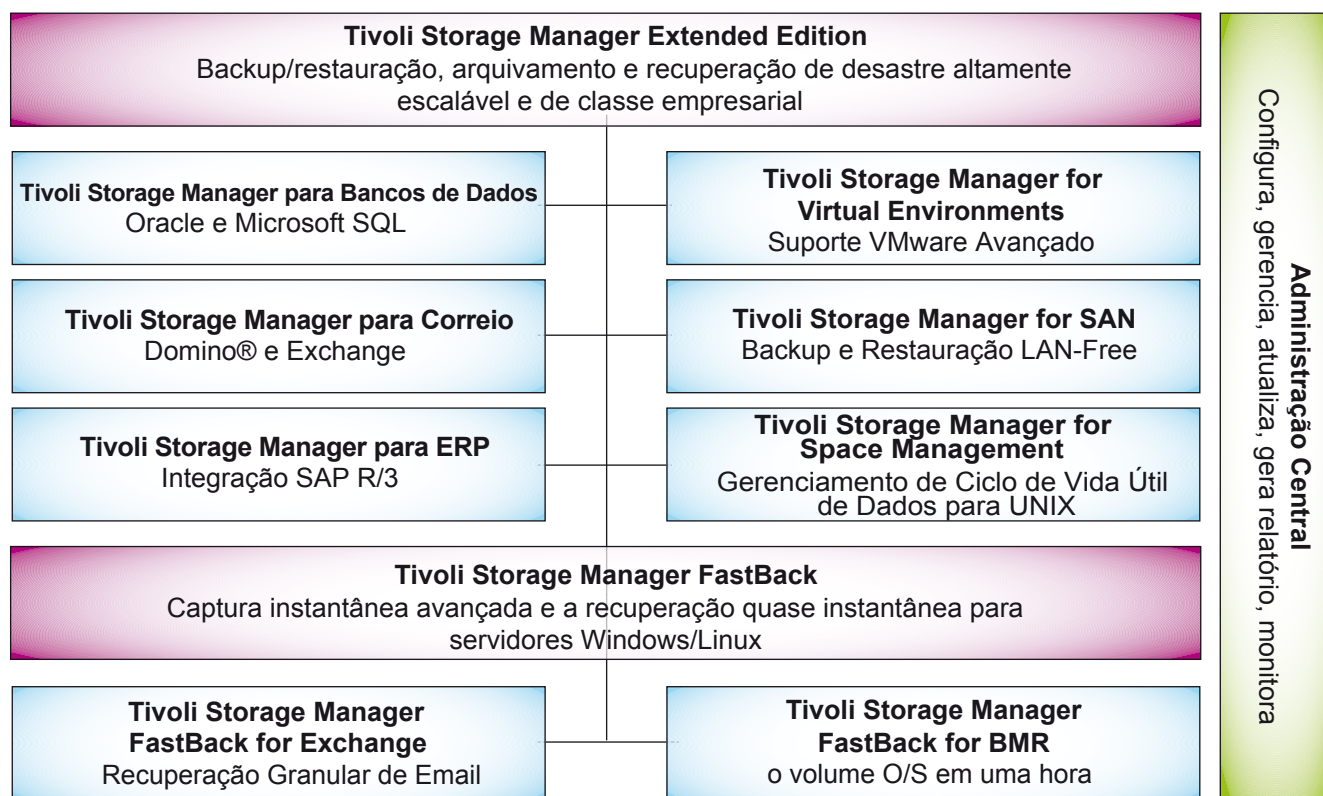 Tivoli Storage Manager Extended Edition
Backup/restauração, arquivamento e recuperação de desastre altamente
escalável e de classe empresarial
Tivoli Storage Manager para Bancos de Dados
Oracle e Microsoft SQL
Tivoli Storage Manager for
Virtual Environments
Suporte VMware Avançado
Tivoli Storage Manager para Correio
Domino® e Exchange
Tivoli Storage Manager for SAN
Backup e Restauração LAN-Free
Tivoli Storage Manager para ERP
Integração SAP R/3
Tivoli Storage Manager for
Space Management
Gerenciamento de Ciclo de Vida Útil
de Dados para UNIX
Tivoli Storage Manager FastBack
Captura instantânea avançada e a recuperação quase instantânea para
servidores Windows/Linux
Tivoli Storage Manager
FastBack for Exchange
Recuperação Granular de Email
Tivoli Storage Manager
FastBack for BMR
o volume O/S em uma hora
Administração Central
Configura, gerencia, atualiza, gera relatório, monitora